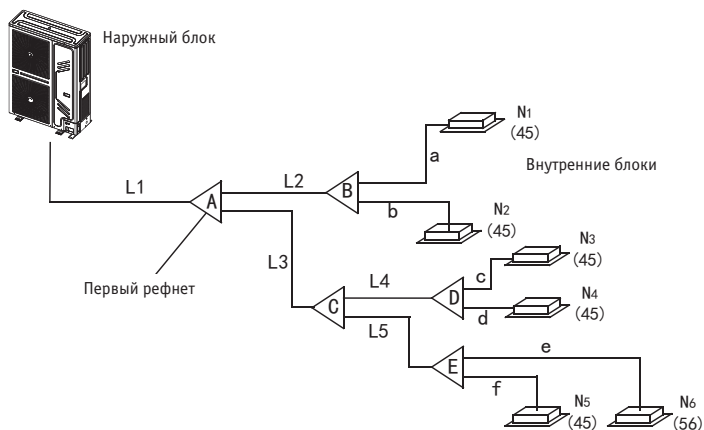 Наружный блок
N1
(45)
a
Внутренние блоки
L1
L2
A
B
b
N2
(45)
L3
N3
(45)
Первый рефнет
L4
c
C
D
d
N4
(45)
L5
e
E
f
N5
(45)
N6
(56)